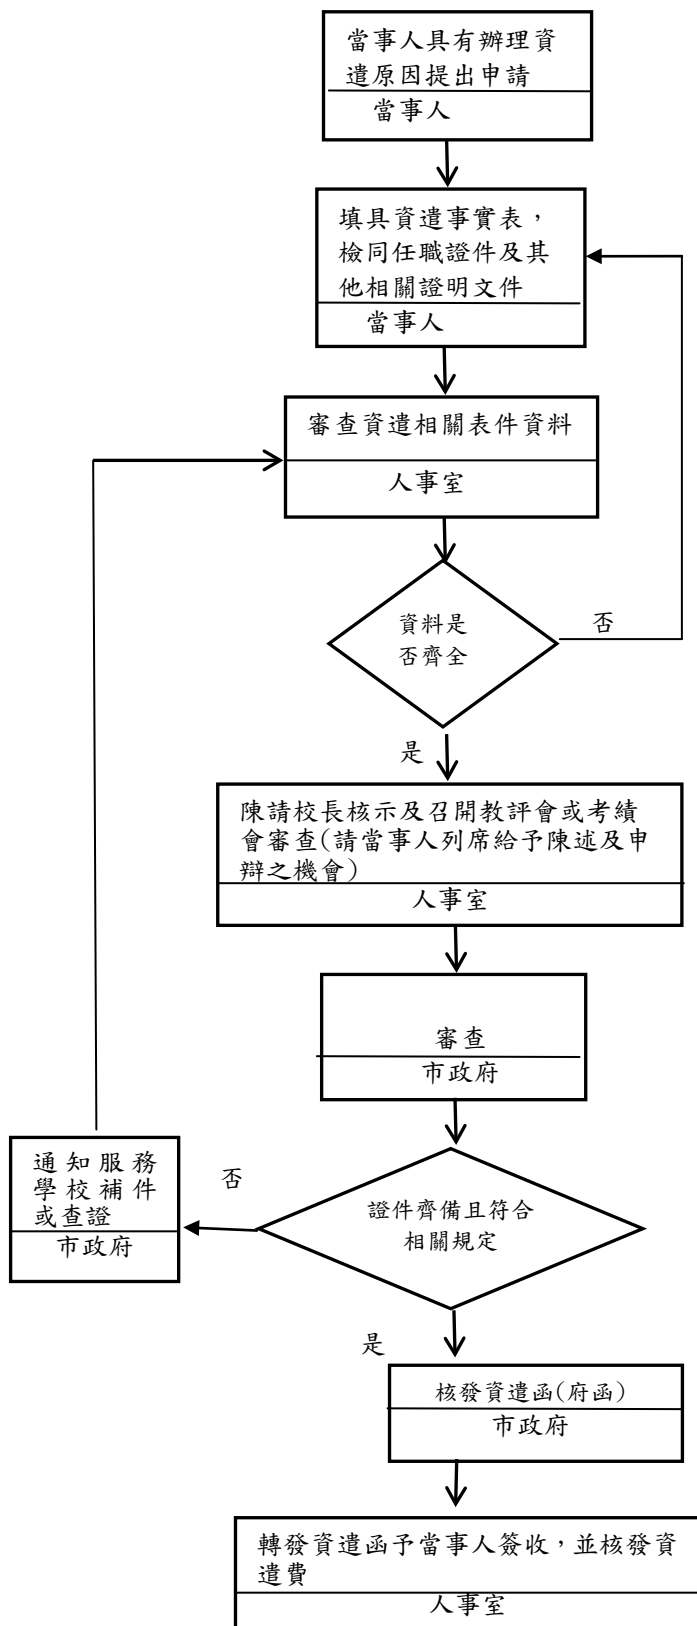 當事人具有辦理資
遣原因提出申請
當事人
填具資遣事實表，
檢同任職證件及其
他相關證明文件
當事人
審查資遣相關表件資料
人事室
資料是
否齊全
否
是
陳請校長核示及召開教評會或考績
會審查(請當事人列席給予陳述及申
辯之機會)
人事室
審查
市政府
通知服務
學校補件
或查證
市政府
否
證件齊備且符合
相關規定
是
核發資遣函(府函)
市政府
轉發資遣函予當事人簽收，並核發資
遣費
人事室